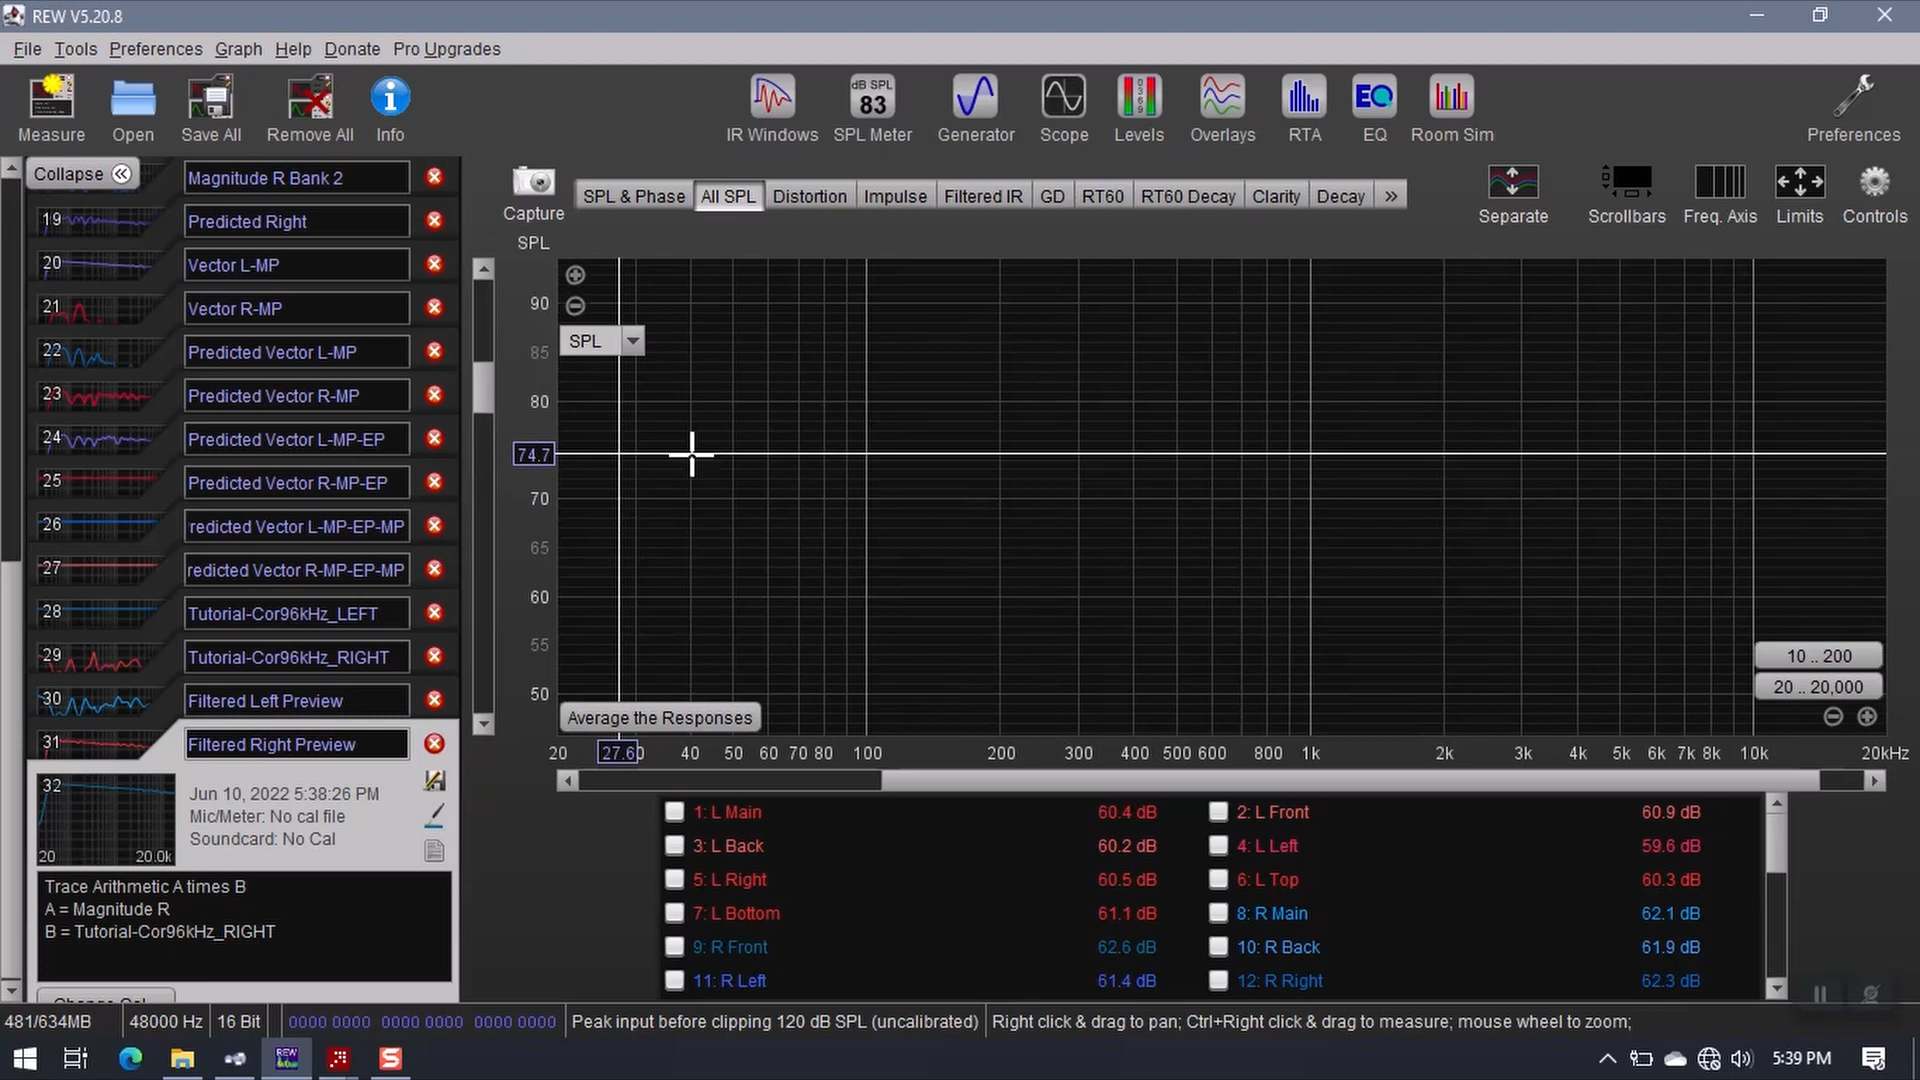 REW V5.20.8
File Tools Preferences Graph Help Donate Pro Upgrades
dB SPL
83
EQ
Measure Open Save All Remove All Info IR Windows SPL Meter Generator Scope Levels Overlays RTA EQ Room Sim Preferences
Collapse
Magnitude R Bank 2
19 Predicted Right
20 Vector L-MP
21 Vector R-MP
22 Predicted Vector L-MP
23 Predicted Vector R-MP
24 Predicted Vector L-MP-EP
25 Predicted Vector R-MP-EP
26 redicted Vector L-MP-EP-MP
27 redicted Vector R-MP-EP-MP
28 Tutorial-Cor96kHz_LEFT
29 Tutorial-Cor96kHz_RIGHT
30 Filtered Left Preview
31 Filtered Right Preview
32
20 20.0k
Jun 10, 2022 5:38:26 PM
Mic/Meter: No cal file
Soundcard: No Cal
Trace Arithmetic A times B
A = Magnitude R
B = Tutorial-Cor96kHz_RIGHT
Capture
SPL & Phase All SPL Distortion Impulse Filtered IR GD RT60 RT60 Decay Clarity Decay »
Separate Scrollbars Freq. Axis Limits Controls
SPL
90
SPL
85
80
74.7
70
65
60
55
50
10 .. 200
20 .. 20,000
Average the Responses
20 27.6 0 40 50 60 70 80 100 200 300 400 500 600 800 1k 2k 3k 4k 5k 6k 7k 8k 10k 20kHz
1: L Main 60.4 dB 2: L Front 60.9 dB
3: L Back 60.2 dB 4: L Left 59.6 dB
5: L Right 60.5 dB 6: L Top 60.3 dB
7: L Bottom 61.1 dB 8: R Main 62.1 dB
9: R Front 62.6 dB 10: R Back 61.9 dB
11: R Left 61.4 dB 12: R Right 62.3 dB
481/634MB 48000 Hz 16 Bit 0000 0000 0000 0000 0000 0000 Peak input before clipping 120 dB SPL (uncalibrated) Right click & drag to pan; Ctrl+Right click & drag to measure; mouse wheel to zoom;
REW
S
5:39 PM